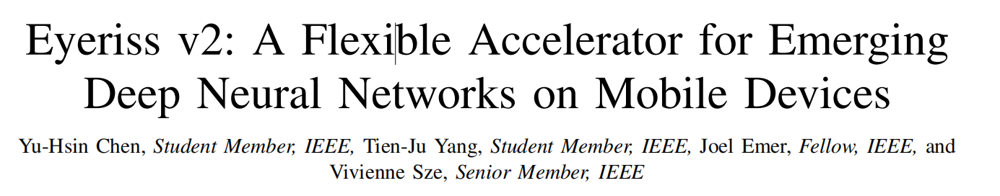 Eyeriss v2: A Flexible Accelerator for Emerging
Deep Neural Networks on Mobile Devices
Yu-Hsin Chen, Student Member, IEEE, Tien-Ju Yang, Student Member, IEEE, Joel Emer, Fellow, IEEE, and
Vivienne Sze, Senior Member, IEEE